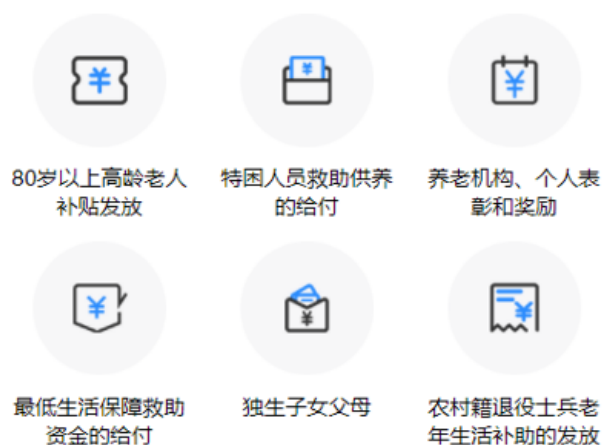 80岁以上高龄老人
补贴发放
特困人员救助供养
的给付
养老机构、个人表
彰和奖励
最低生活保障救助
资金的给付
独生子女父母
农村籍退役士兵老
年生活补助的发放